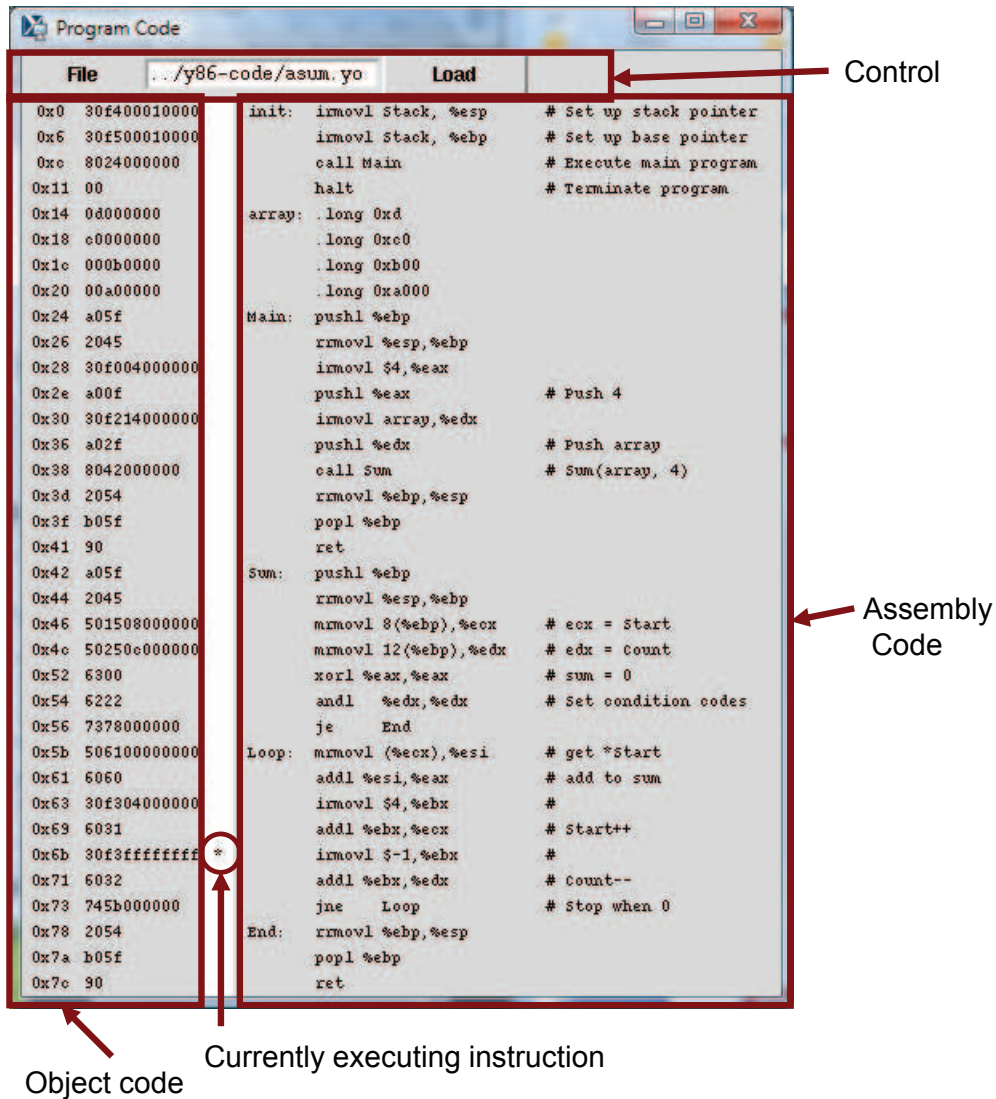 Program Code
File ../y86-code/asum.yo Load
Control
0x0 30f400010000 init: irmovl Stack, %esp # Set up stack pointer
0x6 30f500010000 irmovl Stack, %ebp # Set up base pointer
0xc 8024000000 call Main # Execute main program
0x11 00 halt # Terminate program
0x14 0d000000 array: .long 0xd
0x18 c0000000 .long 0xc0
0x1c 000b0000 .long 0xb00
0x20 00a00000 .long 0xa000
0x24 a05f Main: pushl %ebp
0x26 2045 rrmovl %esp,%ebp
0x28 30f004000000 irmovl $4,%eax
0x2e a00f pushl %eax # Push 4
0x30 30f214000000 irmovl array,%edx
0x36 a02f pushl %edx # Push array
0x38 8042000000 call Sum # Sum(array, 4)
0x3d 2054 rrmovl %ebp,%esp
0x3f b05f popl %ebp
0x41 90 ret
0x42 a05f Sum: pushl %ebp
0x44 2045 rrmovl %esp,%ebp
0x46 501508000000 mrmovl 8(%ebp),%ecx # ecx = Start
0x4c 50250c000000 mrmovl 12(%ebp),%edx # edx = Count
0x52 6300 xorl %eax,%eax # sum = 0
0x54 6222 andl %edx,%edx # Set condition codes
0x56 7378000000 je End
0x5b 506100000000 Loop: mrmovl (%ecx),%esi # get *Start
0x61 6060 addl %esi,%eax # add to sum
0x63 30f304000000 irmovl $4,%ebx #
0x69 6031 addl %ebx,%ecx # Start++
0x6b 30f3ffffffff * irmovl $-1,%ebx #
0x71 6032 addl %ebx,%edx # Count--
0x73 745b000000 jne Loop # Stop when 0
0x78 2054 End: rrmovl %ebp,%esp
0x7a b05f popl %ebp
0x7c 90 ret
Assembly
Code
Currently executing instruction
Object code